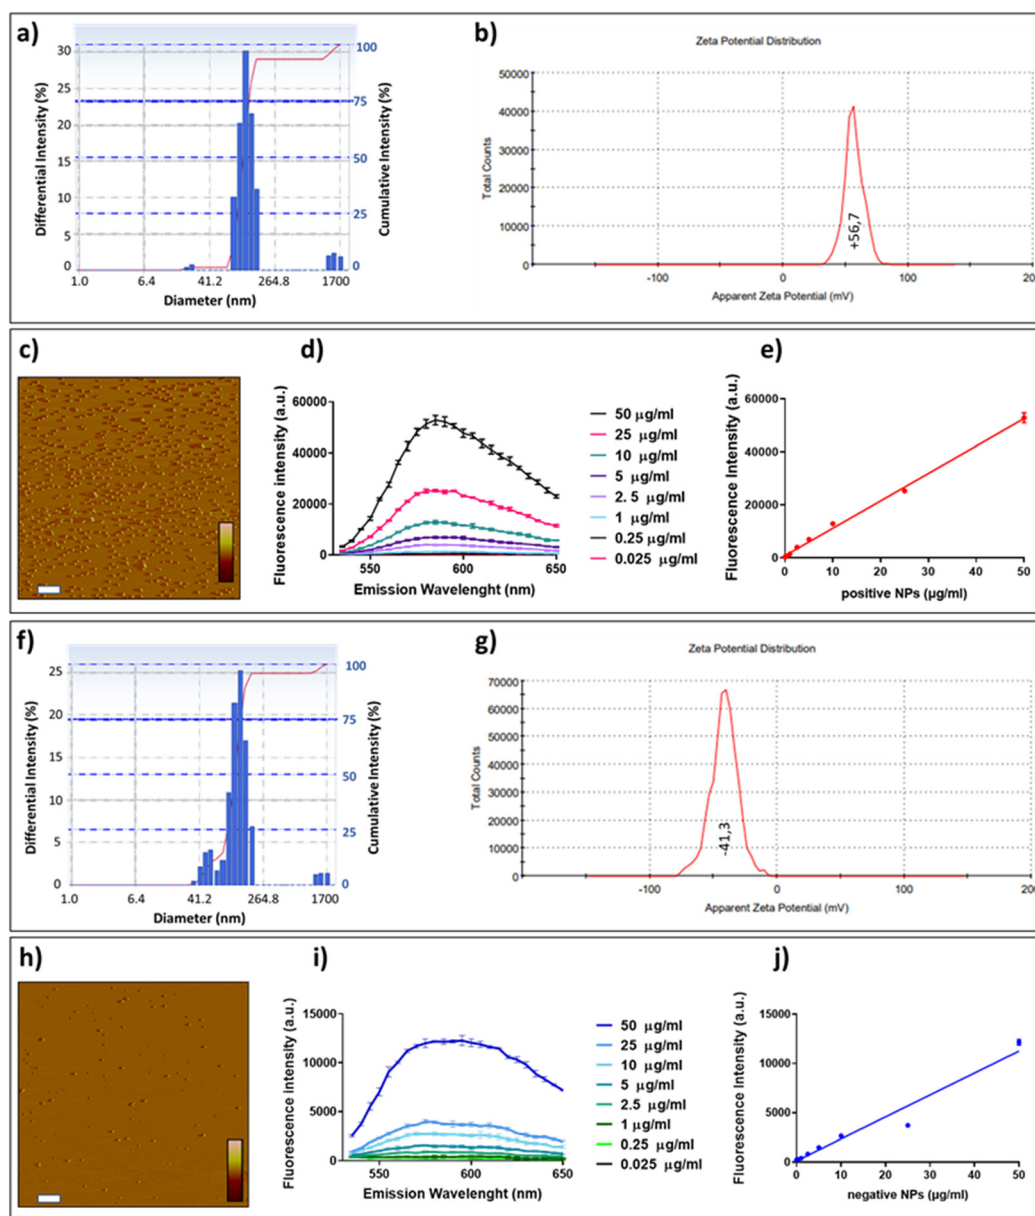 a)
30
25
20
15
10
5
0
Differential Intensity (%)
100
75
50
25
0
Cumulative Intensity (%)
1.0 6.4 41.2 264.8 1700
Diameter (nm)
b)
Zeta Potential Distribution
50000
40000
30000
20000
10000
0
Total Counts
+56,7
-100 0 100 200
Apparent Zeta Potential (mV)
c)
d)
60000
40000
20000
0
Fluorescence Intensity (a.u.)
550 600 650
Emission Wavelenght (nm)
50 µg/ml
25 µg/ml
10 µg/ml
5 µg/ml
2.5 µg/ml
1 µg/ml
0.25 µg/ml
0.025 µg/ml
e)
60000
40000
20000
0
Fluorescence Intensity (a.u.)
0 10 20 30 40 50
positive NPs (µg/ml)
f)
25
20
15
10
5
0
Differential Intensity (%)
100
75
50
25
0
Cumulative Intensity (%)
1.0 6.4 41.2 264.8 1700
Diameter (nm)
g)
Zeta Potential Distribution
70000
60000
50000
40000
30000
20000
10000
0
Total Counts
-41,3
-100 0 100 200
Apparent Zeta Potential (mV)
h)
i)
15000
10000
5000
0
Fluorescence Intensity (a.u.)
550 600 650
Emission Wavelenght (nm)
50 µg/ml
25 µg/ml
10 µg/ml
5 µg/ml
2.5 µg/ml
1 µg/ml
0.25 µg/ml
0.025 µg/ml
j)
15000
10000
5000
0
Fluorescence Intensity (a.u.)
0 10 20 30 40 50
negative NPs (µg/ml)